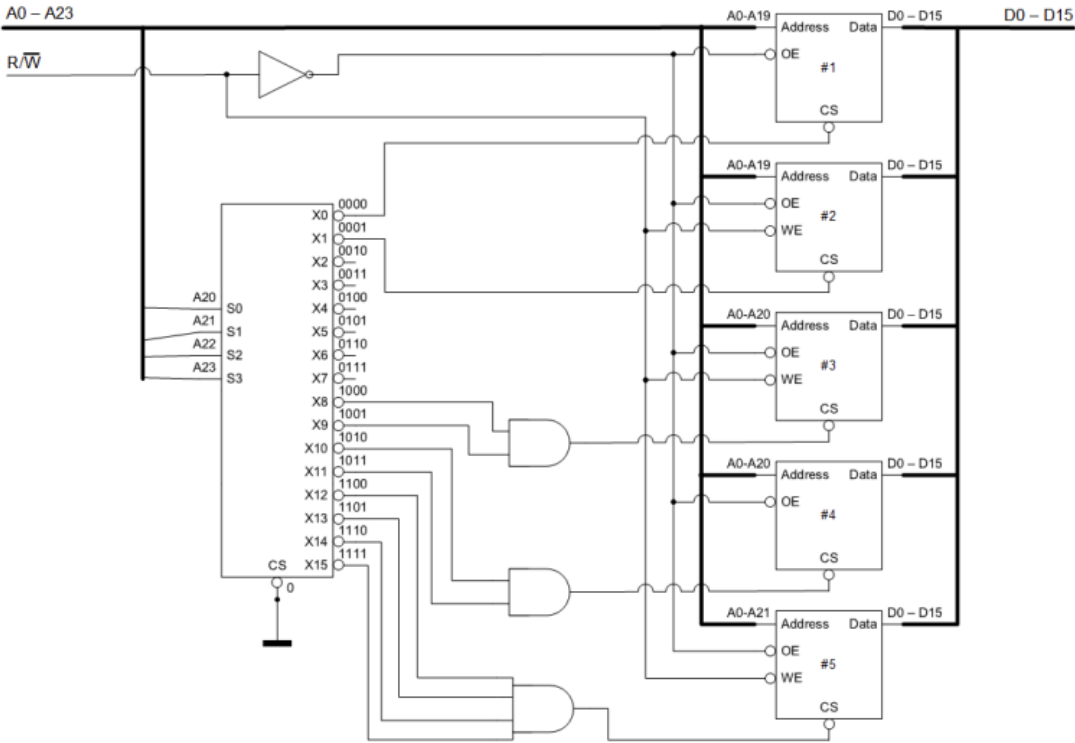 A0 – A23
A0-A19
D0 – D15
D0 – D15
R/W̅
Address Data
OE
#1
CS
A0-A19
D0 – D15
Address Data
OE
#2
WE
CS
X0 0000
X1 0001
X2 0010
X3 0011
X4 0100
X5 0101
X6 0110
X7 0111
X8 1000
X9 1001
X10 1010
X11 1011
X12 1100
X13 1101
X14 1110
X15 1111
A20 S0
A21 S1
A22 S2
A23 S3
CS
0
A0-A20
D0 – D15
Address Data
OE
#3
WE
CS
A0-A20
D0 – D15
Address Data
OE
#4
CS
A0-A21
D0 – D15
Address Data
OE
#5
WE
CS